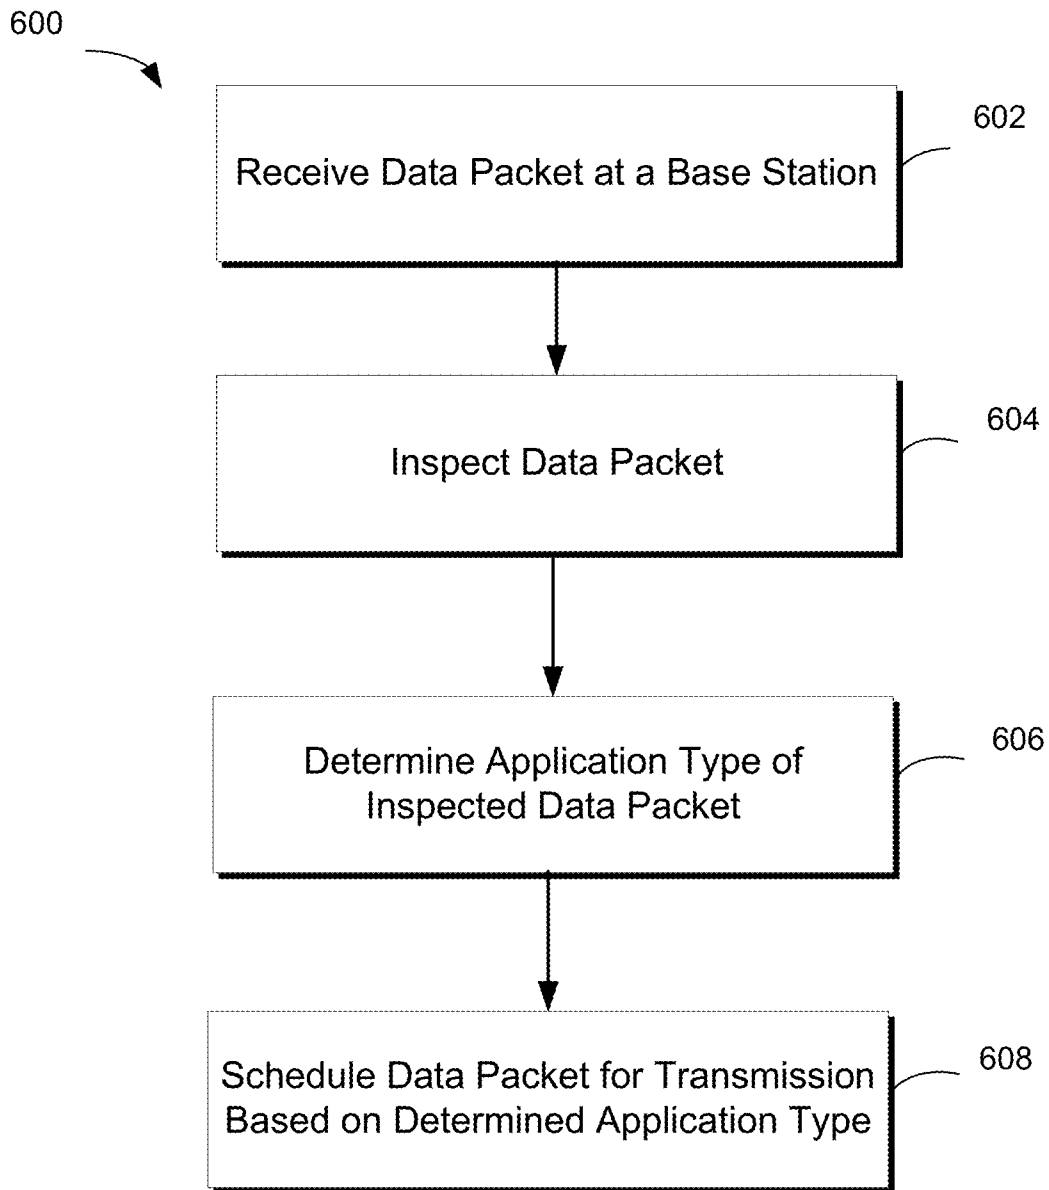 600
602
Receive Data Packet at a Base Station
604
Inspect Data Packet
606
Determine Application Type of
Inspected Data Packet
608
Schedule Data Packet for Transmission
Based on Determined Application Type